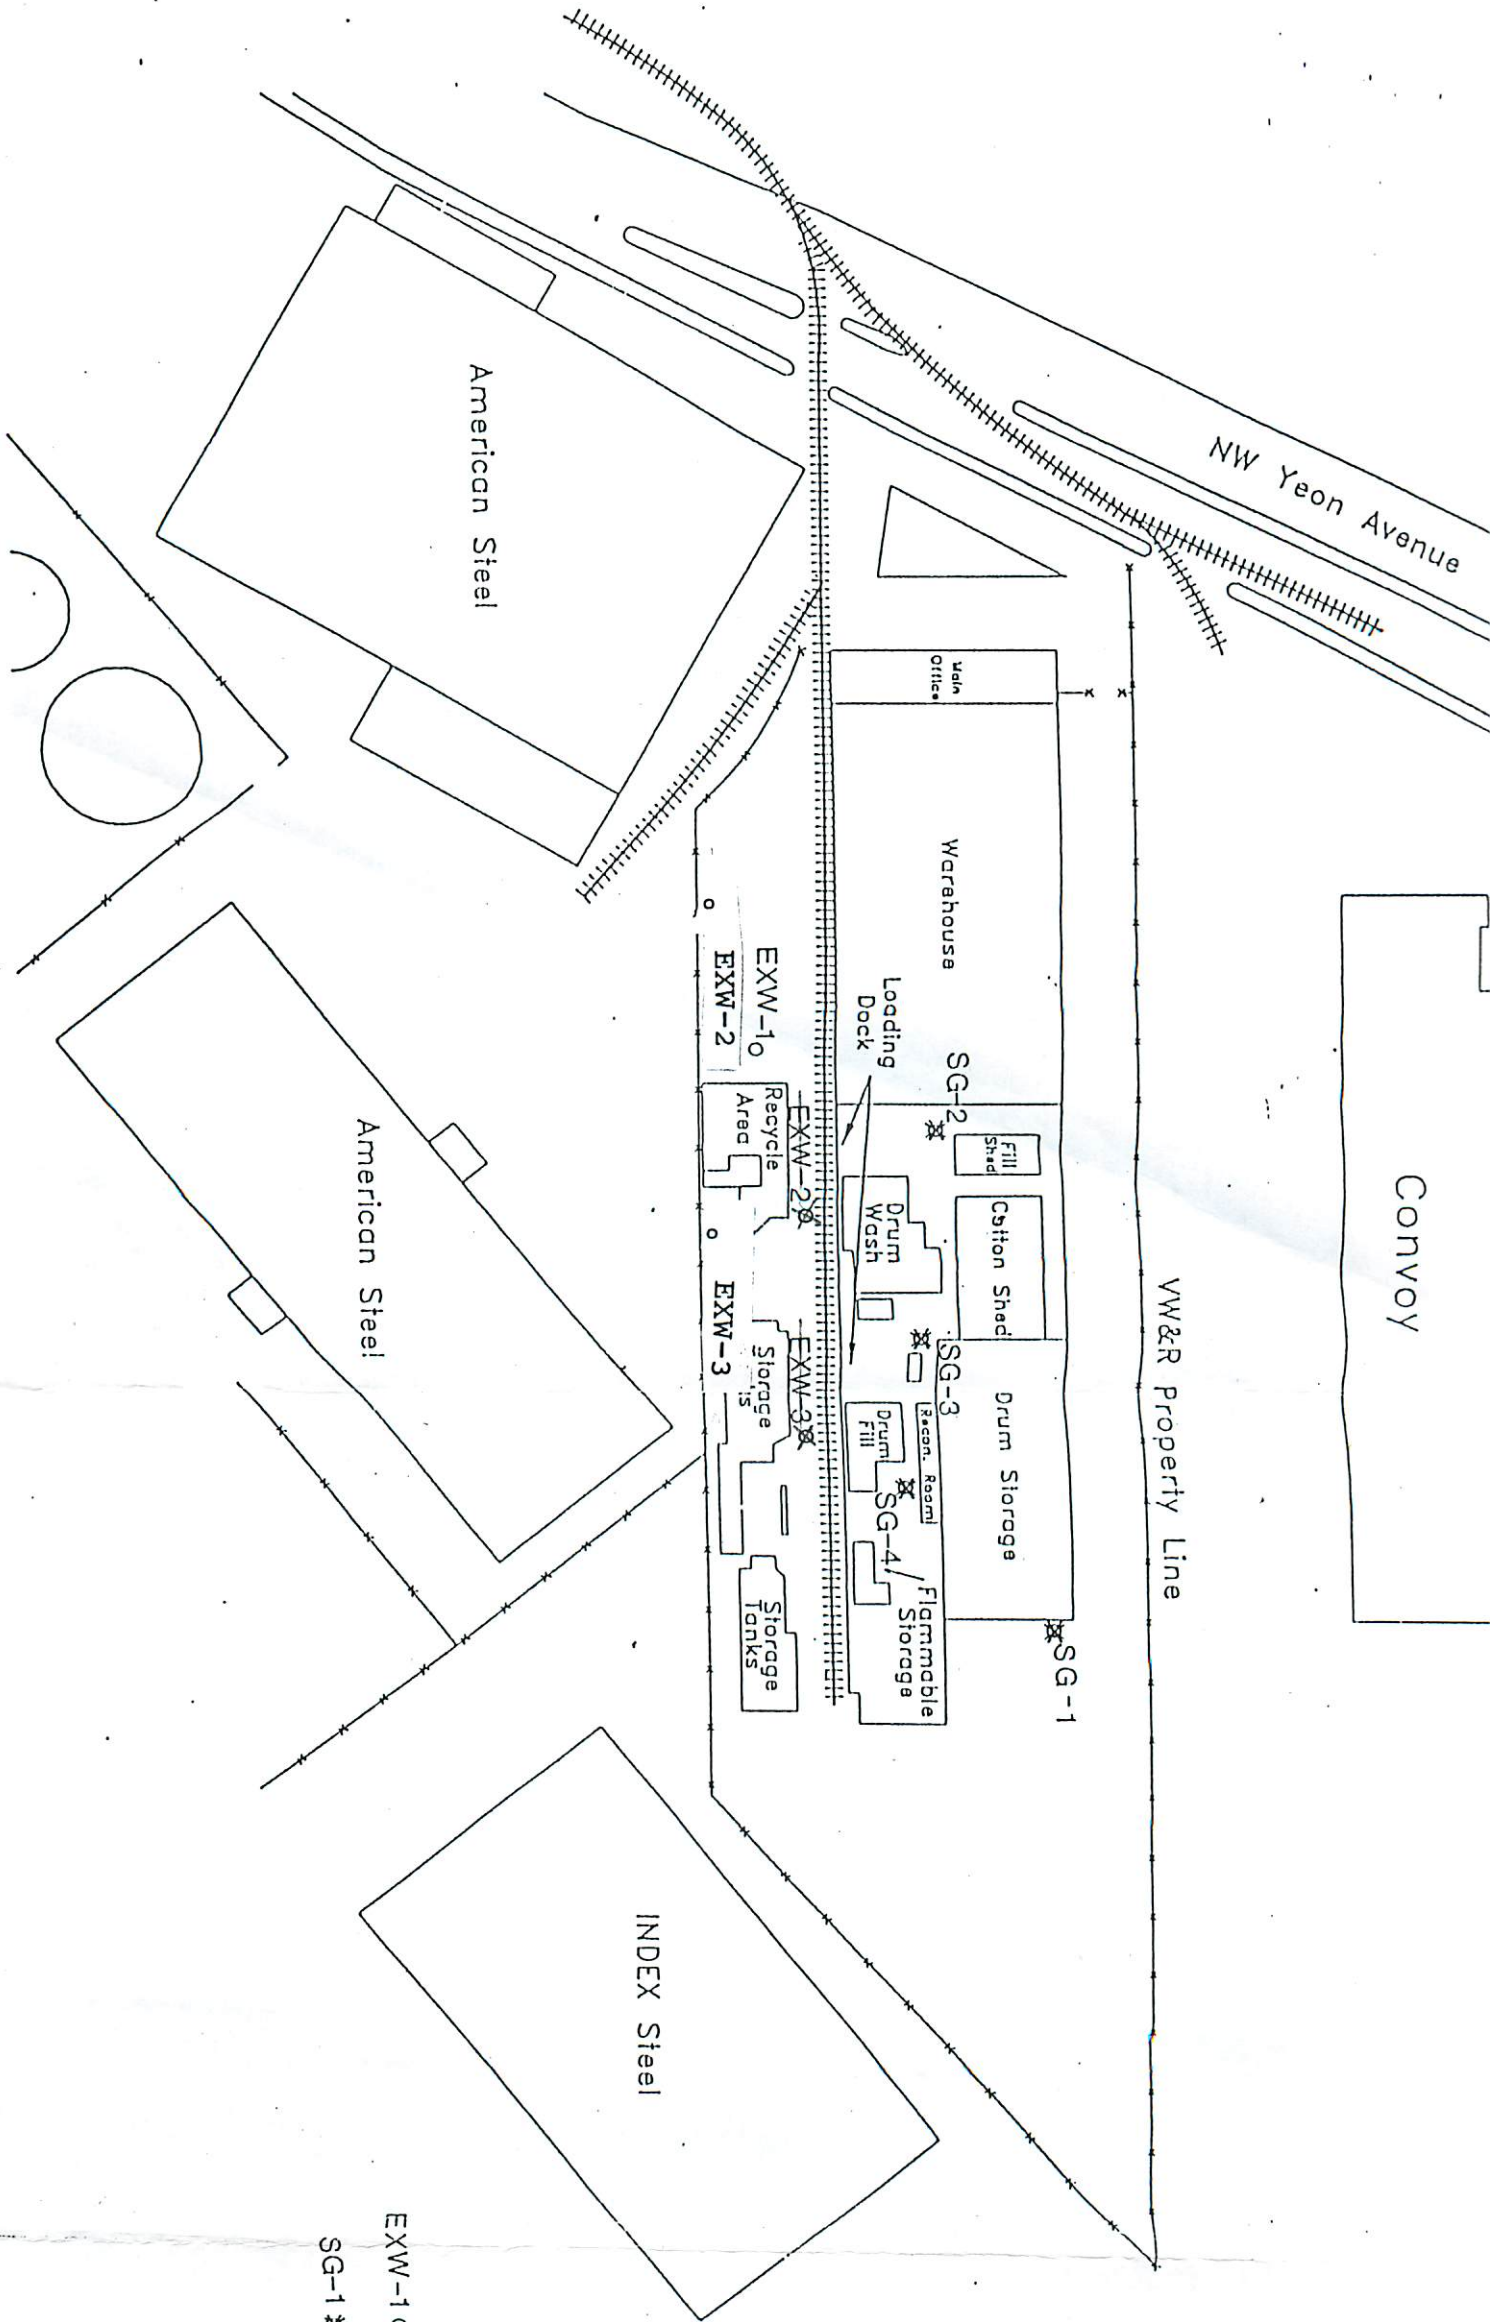 NW Yeon Avenue
Convoy
VW&R Property Line
Main
Office
Warehouse
Loading
Dock
SG-2
Fill
Shed
Drum
Wash
SG-3
Drum Storage
Recon. Room
Drum
Fill
SG-4
Flammable
Storage
SG-1
EXW-1
EXW-2
Recycle
Area
EXW-2
EXW-3
EXW-3
Storage
Storage
Tanks
American Steel
American Steel
INDEX Steel
EXW-1
SG-1